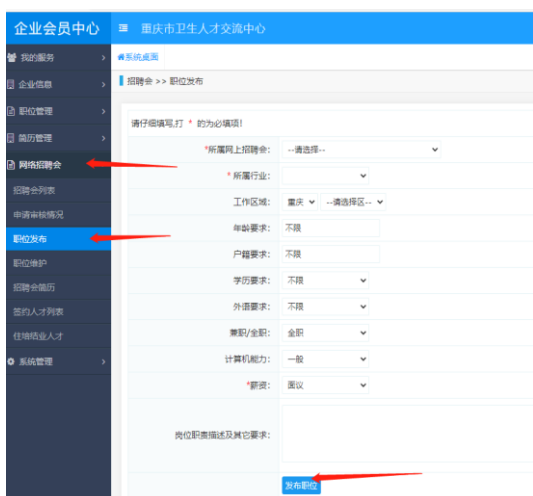 企业会员中心
重庆市卫生人才交流中心
我的服务
企业信息
职位管理
简历管理
网络招聘会
招聘会列表
申请审核情况
职位发布
职位维护
招聘会简历
签约人才列表
住培结业人才
系统管理
系统桌面
招聘会 >> 职位发布
请仔细填写,打 * 的为必填项!
*所属网上招聘会: --请选择--
* 所属行业:
工作区域: 重庆 --请选择区--
年龄要求: 不限
户籍要求: 不限
学历要求: 不限
外语要求: 不限
兼职/全职: 全职
计算机能力: 一般
*薪资: 面议
岗位职责描述及其它要求:
发布职位